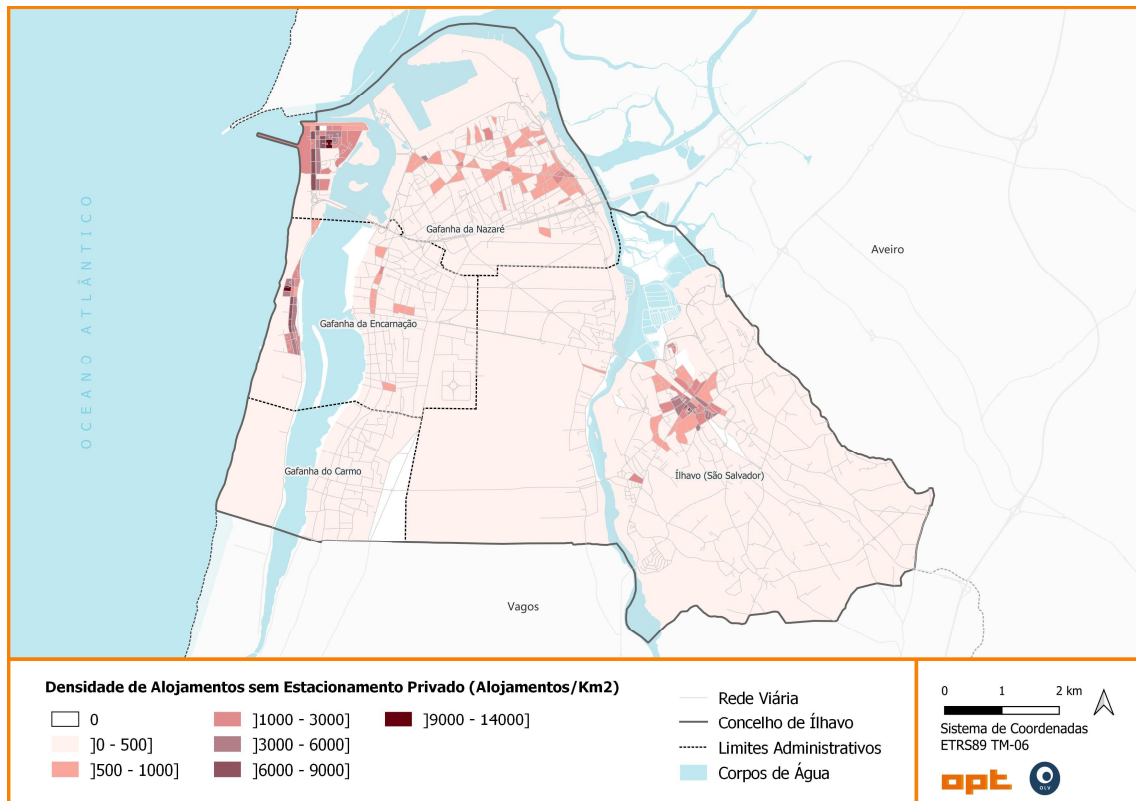 OCEANO ATLÂNTICO
Gafanha da Nazaré
Aveiro
Gafanha da Encarnação
Gafanha do Carmo
Ílhavo (São Salvador)
Vagos
Densidade de Alojamentos sem Estacionamento Privado (Alojamentos/Km2)
0
]0 - 500]
]500 - 1000]
]1000 - 3000]
]3000 - 6000]
]6000 - 9000]
]9000 - 14000]
Rede Viária
Concelho de Ílhavo
Limites Administrativos
Corpos de Água
0 1 2 km
Sistema de Coordenadas
ETRS89 TM-06
opt
OLV